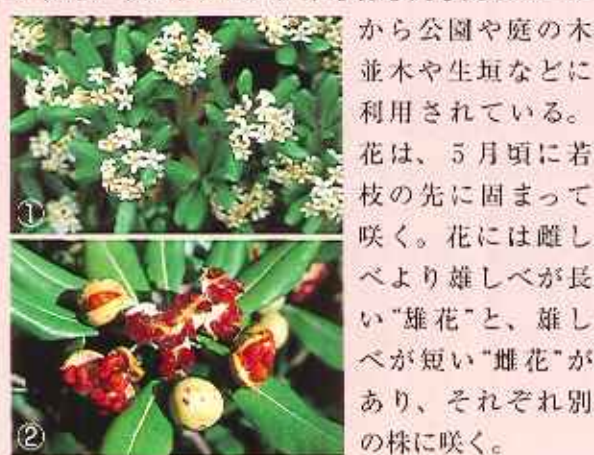 から公園や庭の木
並木や生垣などに
利用されている。
花は、5月頃に若
枝の先に固まって
咲く。花には雌し
べより雄しべが長
い"雄花"と、雄し
べが短い"雌花"が
あり、それぞれ別
の株に咲く。
①
②